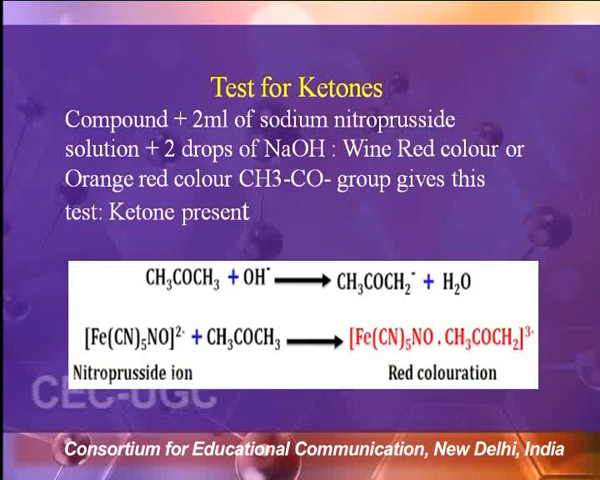 Test for Ketones
Compound + 2ml of sodium nitroprusside
solution + 2 drops of NaOH : Wine Red colour or
Orange red colour CH3-CO- group gives this
test: Ketone present
CH₃COCH₃ + OH⁻ ⟶ CH₃COCH₂⁻ + H₂O
[Fe(CN)₅NO]²⁻ + CH₃COCH₃ ⟶ [Fe(CN)₅NO . CH₃COCH₂]³⁻
Nitroprusside ion Red colouration
CEC-UGC
Consortium for Educational Communication, New Delhi, India